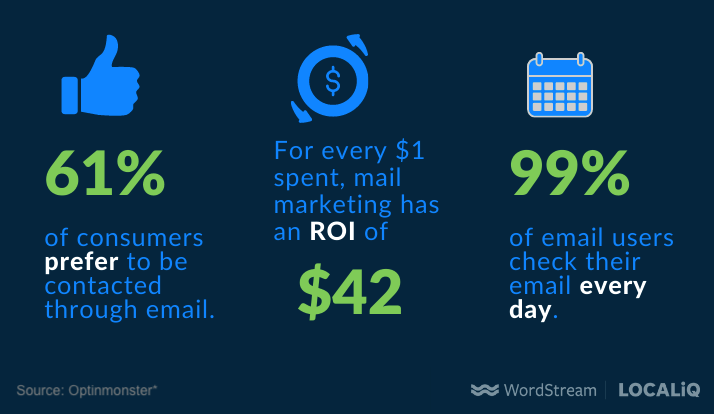 61%
of consumers
prefer to be
contacted
through email.
$
For every $1
spent, mail
marketing has
an ROI of
$42
99%
of email users
check their
email every
day.
Source: Optinmonster*
WordStream
LOCALiQ